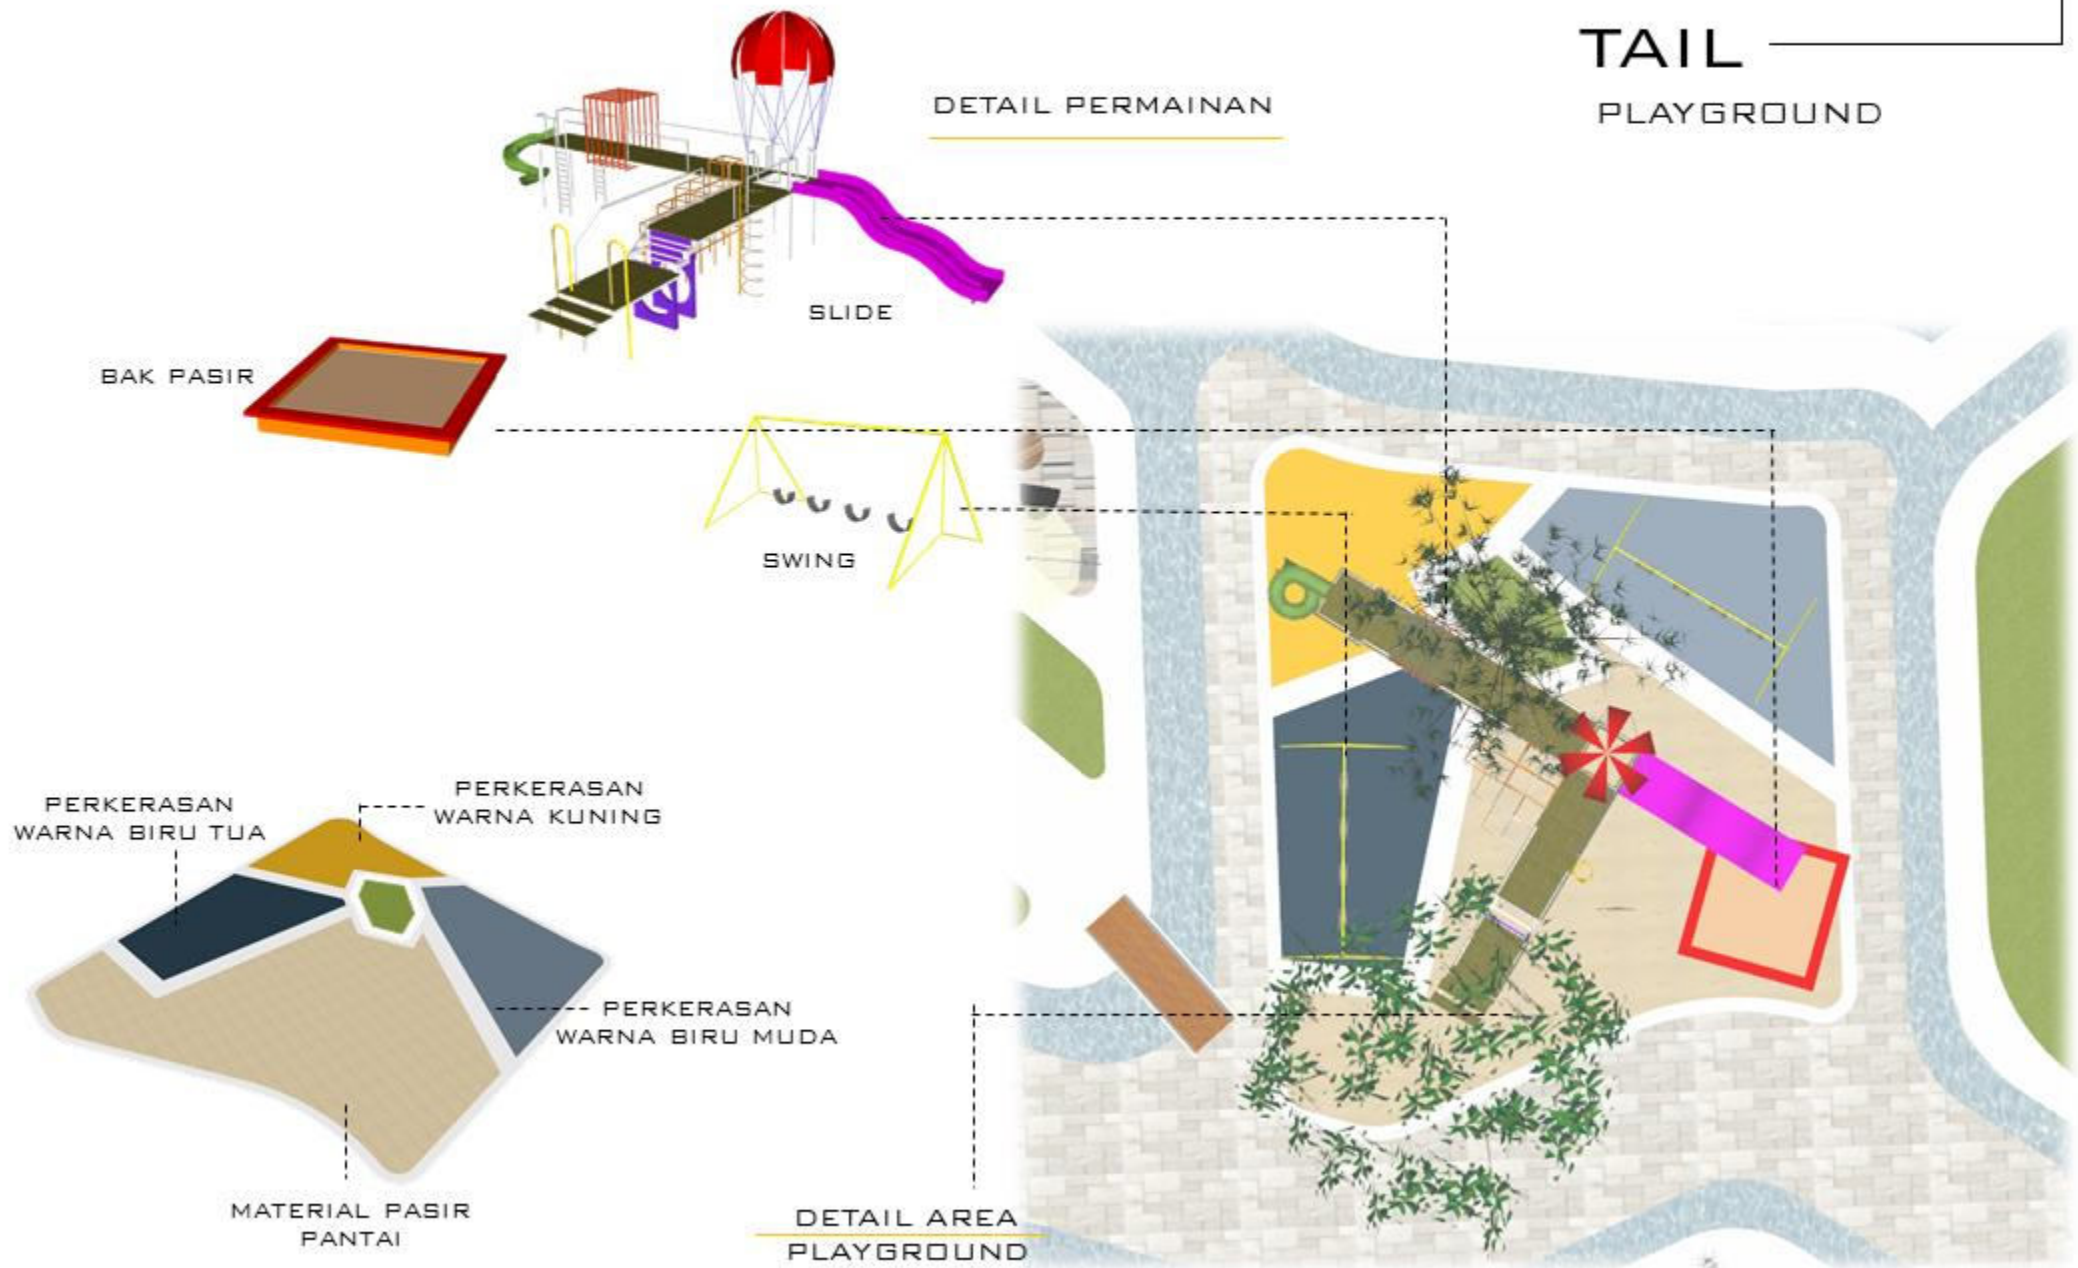 TAIL
PLAYGROUND
DETAIL PERMAINAN
SLIDE
BAK PASIR
SWING
PERKERASAN
WARNA BIRU TUA
PERKERASAN
WARNA KUNING
PERKERASAN
WARNA BIRU MUDA
MATERIAL PASIR
PANTAI
DETAIL AREA
PLAYGROUND